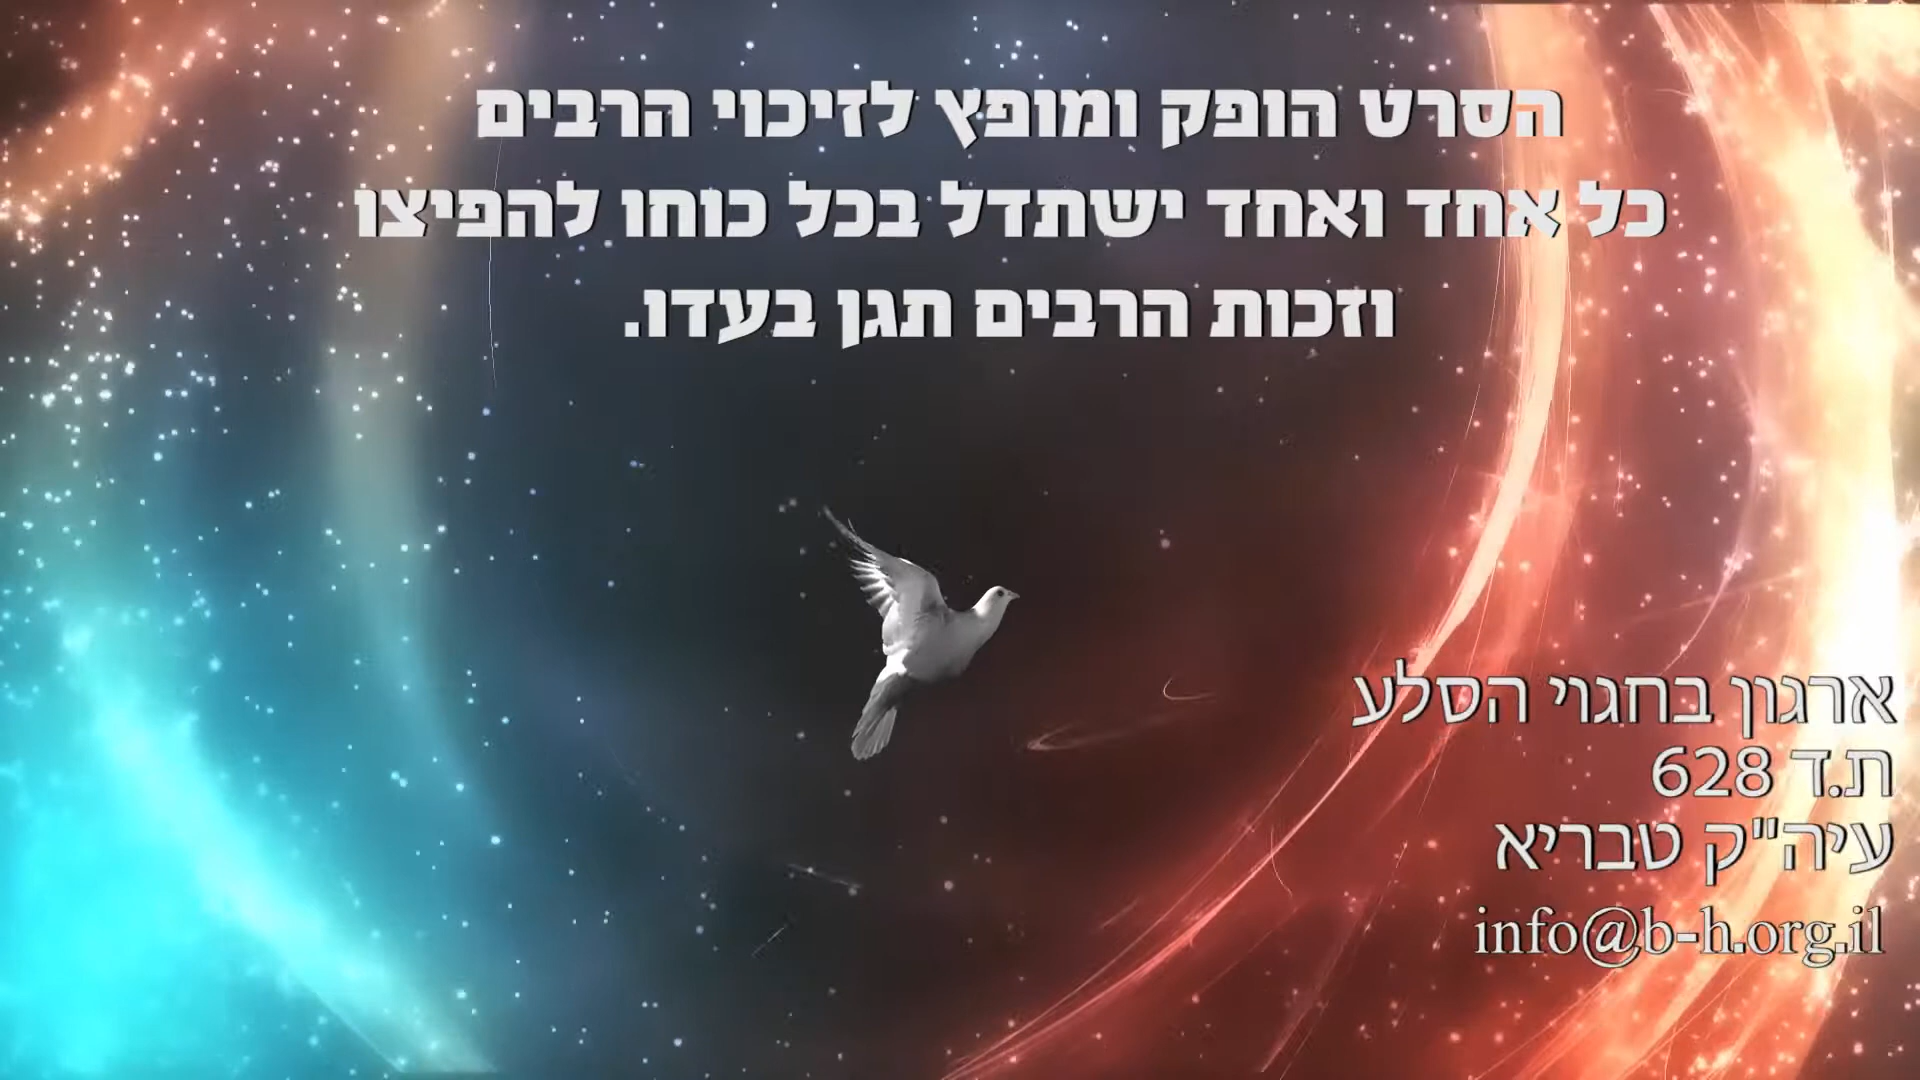 הסרט הופק ומופץ לזיכוי הרבים
כל אחד ואחד ישתדל בכל כוחו להפיצו
וזכות הרבים תגן בעדו.
ארגון בחגוי הסלע
ת.ד 628
עיה"ק טבריא
info@b-h.org.il